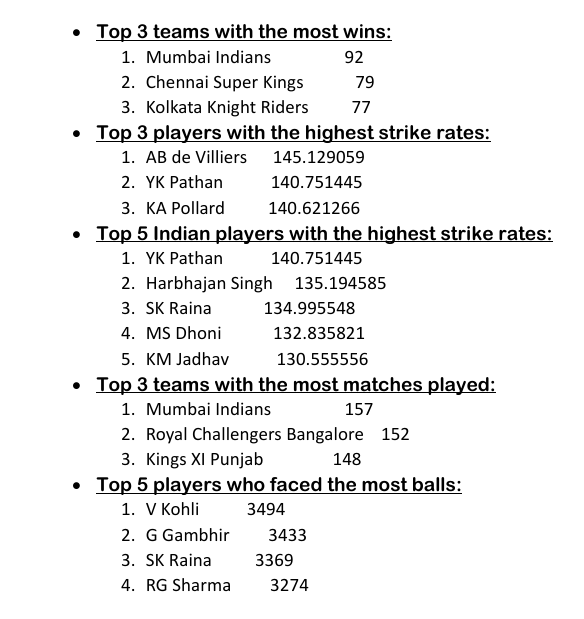 • Top 3 teams with the most wins:
1. Mumbai Indians 92
2. Chennai Super Kings 79
3. Kolkata Knight Riders 77
• Top 3 players with the highest strike rates:
1. AB de Villiers 145.129059
2. YK Pathan 140.751445
3. KA Pollard 140.621266
• Top 5 Indian players with the highest strike rates:
1. YK Pathan 140.751445
2. Harbhajan Singh 135.194585
3. SK Raina 134.995548
4. MS Dhoni 132.835821
5. KM Jadhav 130.555556
• Top 3 teams with the most matches played:
1. Mumbai Indians 157
2. Royal Challengers Bangalore 152
3. Kings XI Punjab 148
• Top 5 players who faced the most balls:
1. V Kohli 3494
2. G Gambhir 3433
3. SK Raina 3369
4. RG Sharma 3274